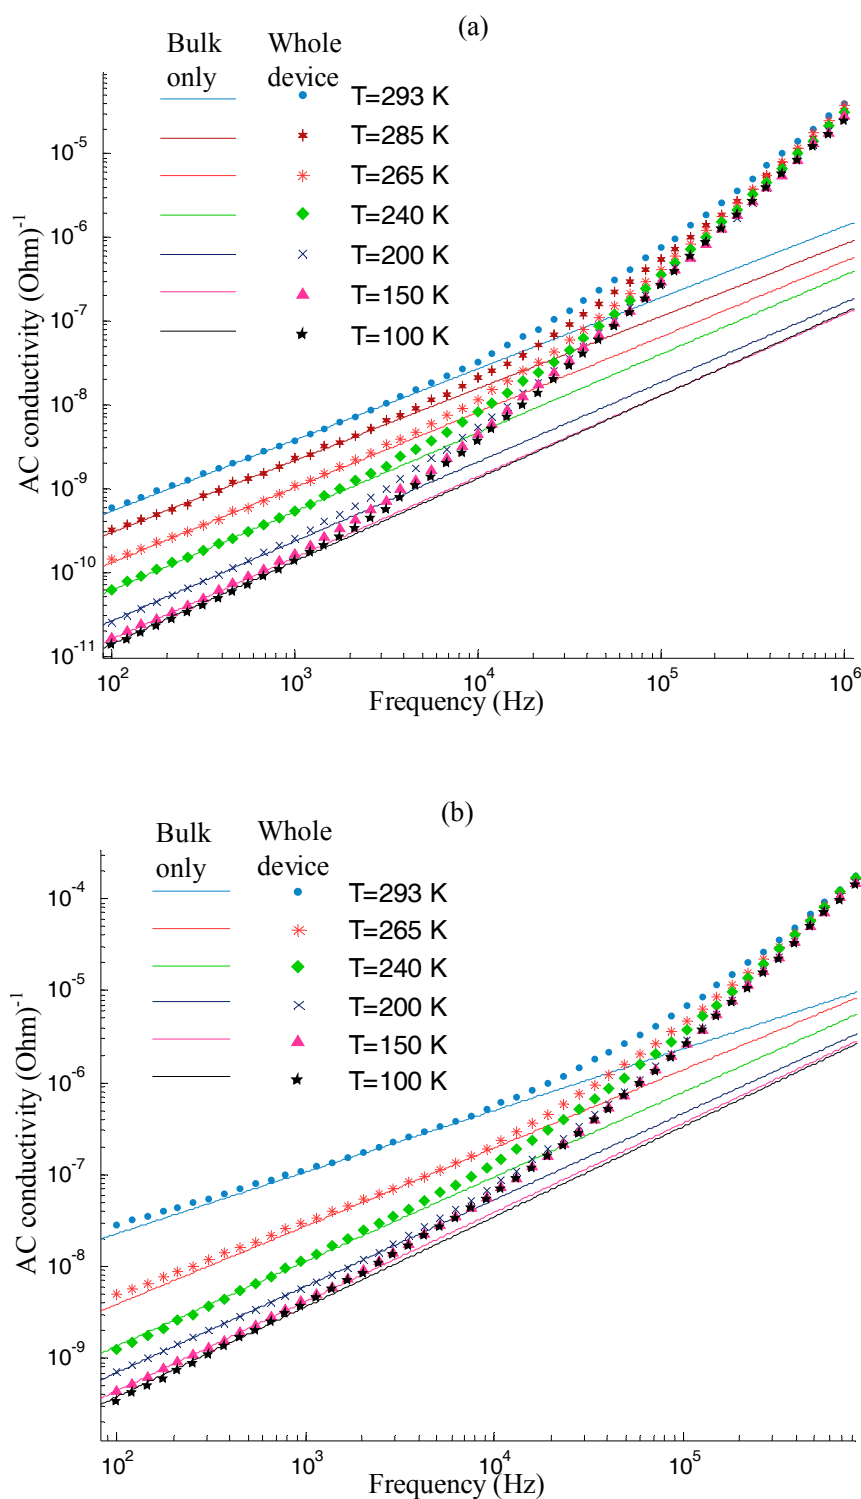 (a)
Bulk only
Whole device
T=293 K
T=285 K
T=265 K
T=240 K
T=200 K
T=150 K
T=100 K
AC conductivity (Ohm)-1
10-5
10-6
10-7
10-8
10-9
10-10
10-11
102 103 104 105 106
Frequency (Hz)
(b)
Bulk only
Whole device
T=293 K
T=265 K
T=240 K
T=200 K
T=150 K
T=100 K
AC conductivity (Ohm)-1
10-4
10-5
10-6
10-7
10-8
10-9
102 103 104 105
Frequency (Hz)